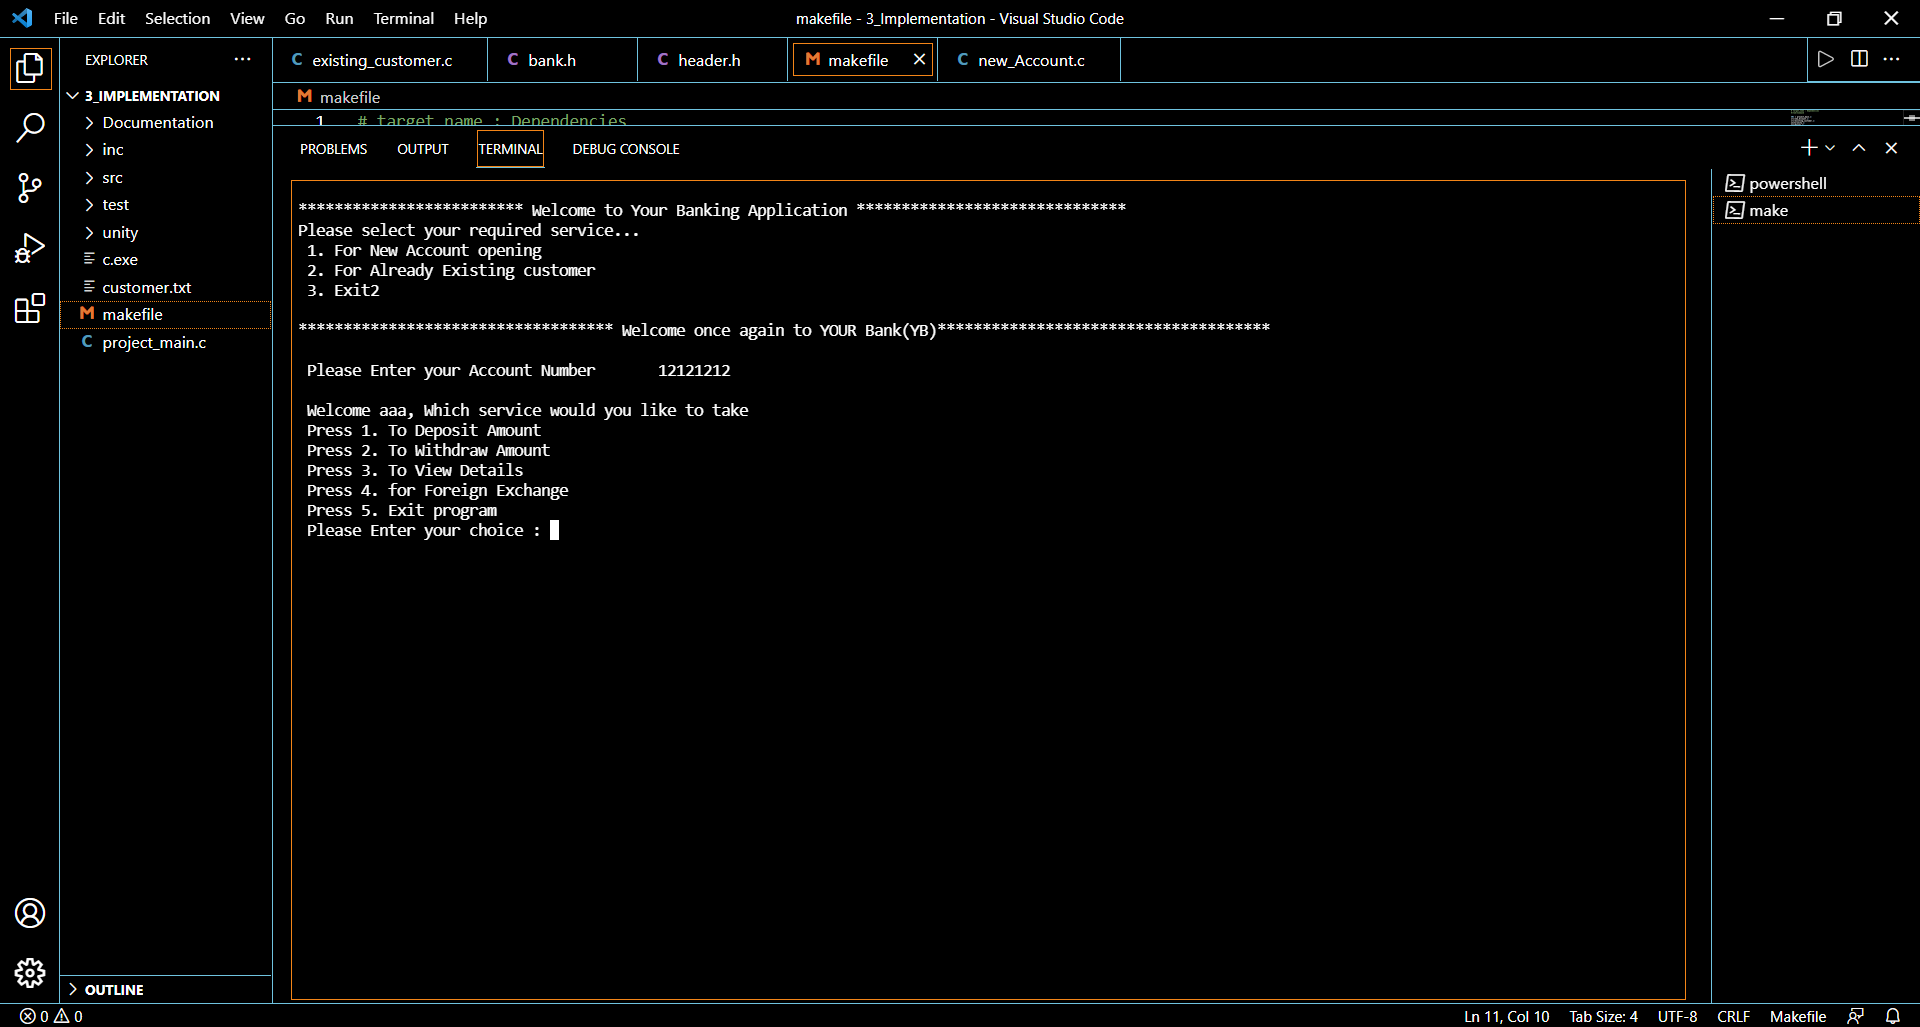 File Edit Selection View Go Run Terminal Help
makefile - 3_Implementation - Visual Studio Code
EXPLORER
3_IMPLEMENTATION
Documentation
inc
src
test
unity
c.exe
customer.txt
M makefile
C project_main.c
OUTLINE
C existing_customer.c C bank.h C header.h M makefile C new_Account.c
M makefile
1 # target name : Dependencies
PROBLEMS OUTPUT TERMINAL DEBUG CONSOLE
************************* Welcome to Your Banking Application ******************************
Please select your required service...
1. For New Account opening
2. For Already Existing customer
3. Exit2
*********************************** Welcome once again to YOUR Bank(YB)*************************************
Please Enter your Account Number 12121212
Welcome aaa, Which service would you like to take
Press 1. To Deposit Amount
Press 2. To Withdraw Amount
Press 3. To View Details
Press 4. for Foreign Exchange
Press 5. Exit program
Please Enter your choice :
powershell
make
0 0
Ln 11, Col 10 Tab Size: 4 UTF-8 CRLF Makefile